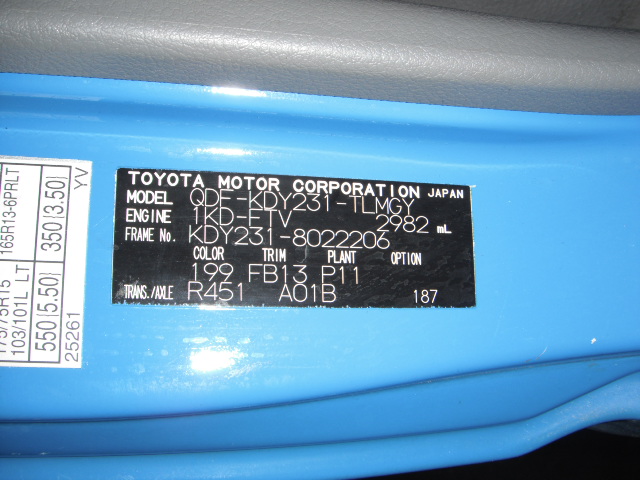 TOYOTA MOTOR CORPORATION JAPAN
MODEL QDF-KDY231-TLMGY
ENGINE 1KD-FTV 2982 mL
FRAME No. KDY231-8022206
COLOR TRIM PLANT OPTION
199 FB13 P11
TRANS./AXLE R451 A01B 187
165R13-6PRLT
103/101L LT
550(5.50) 350(3.50)
25261 YV